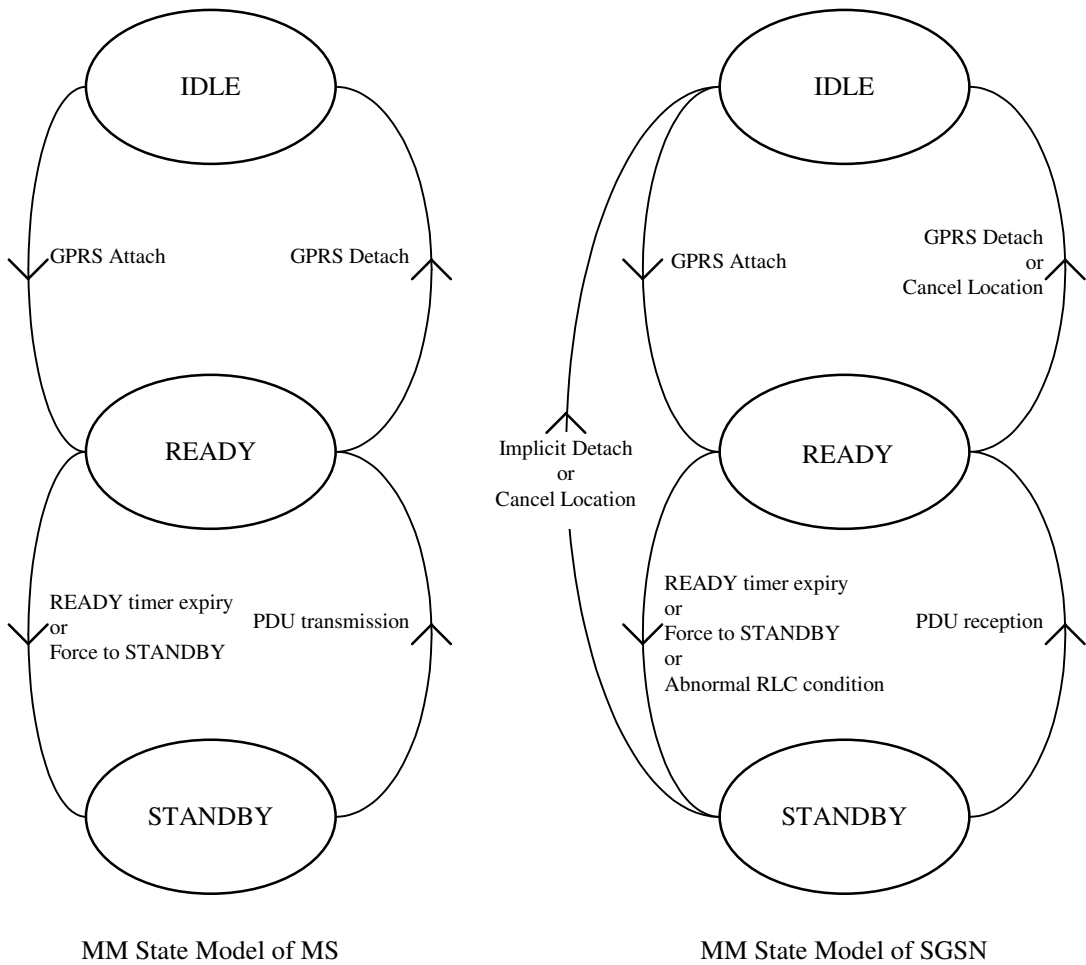 IDLE
GPRS Attach
GPRS Detach
READY
READY timer expiry
or
Force to STANDBY
PDU transmission
STANDBY
MM State Model of MS
IDLE
GPRS Attach
GPRS Detach
or
Cancel Location
Implicit Detach
or
Cancel Location
READY
READY timer expiry
or
Force to STANDBY
or
Abnormal RLC condition
PDU reception
STANDBY
MM State Model of SGSN